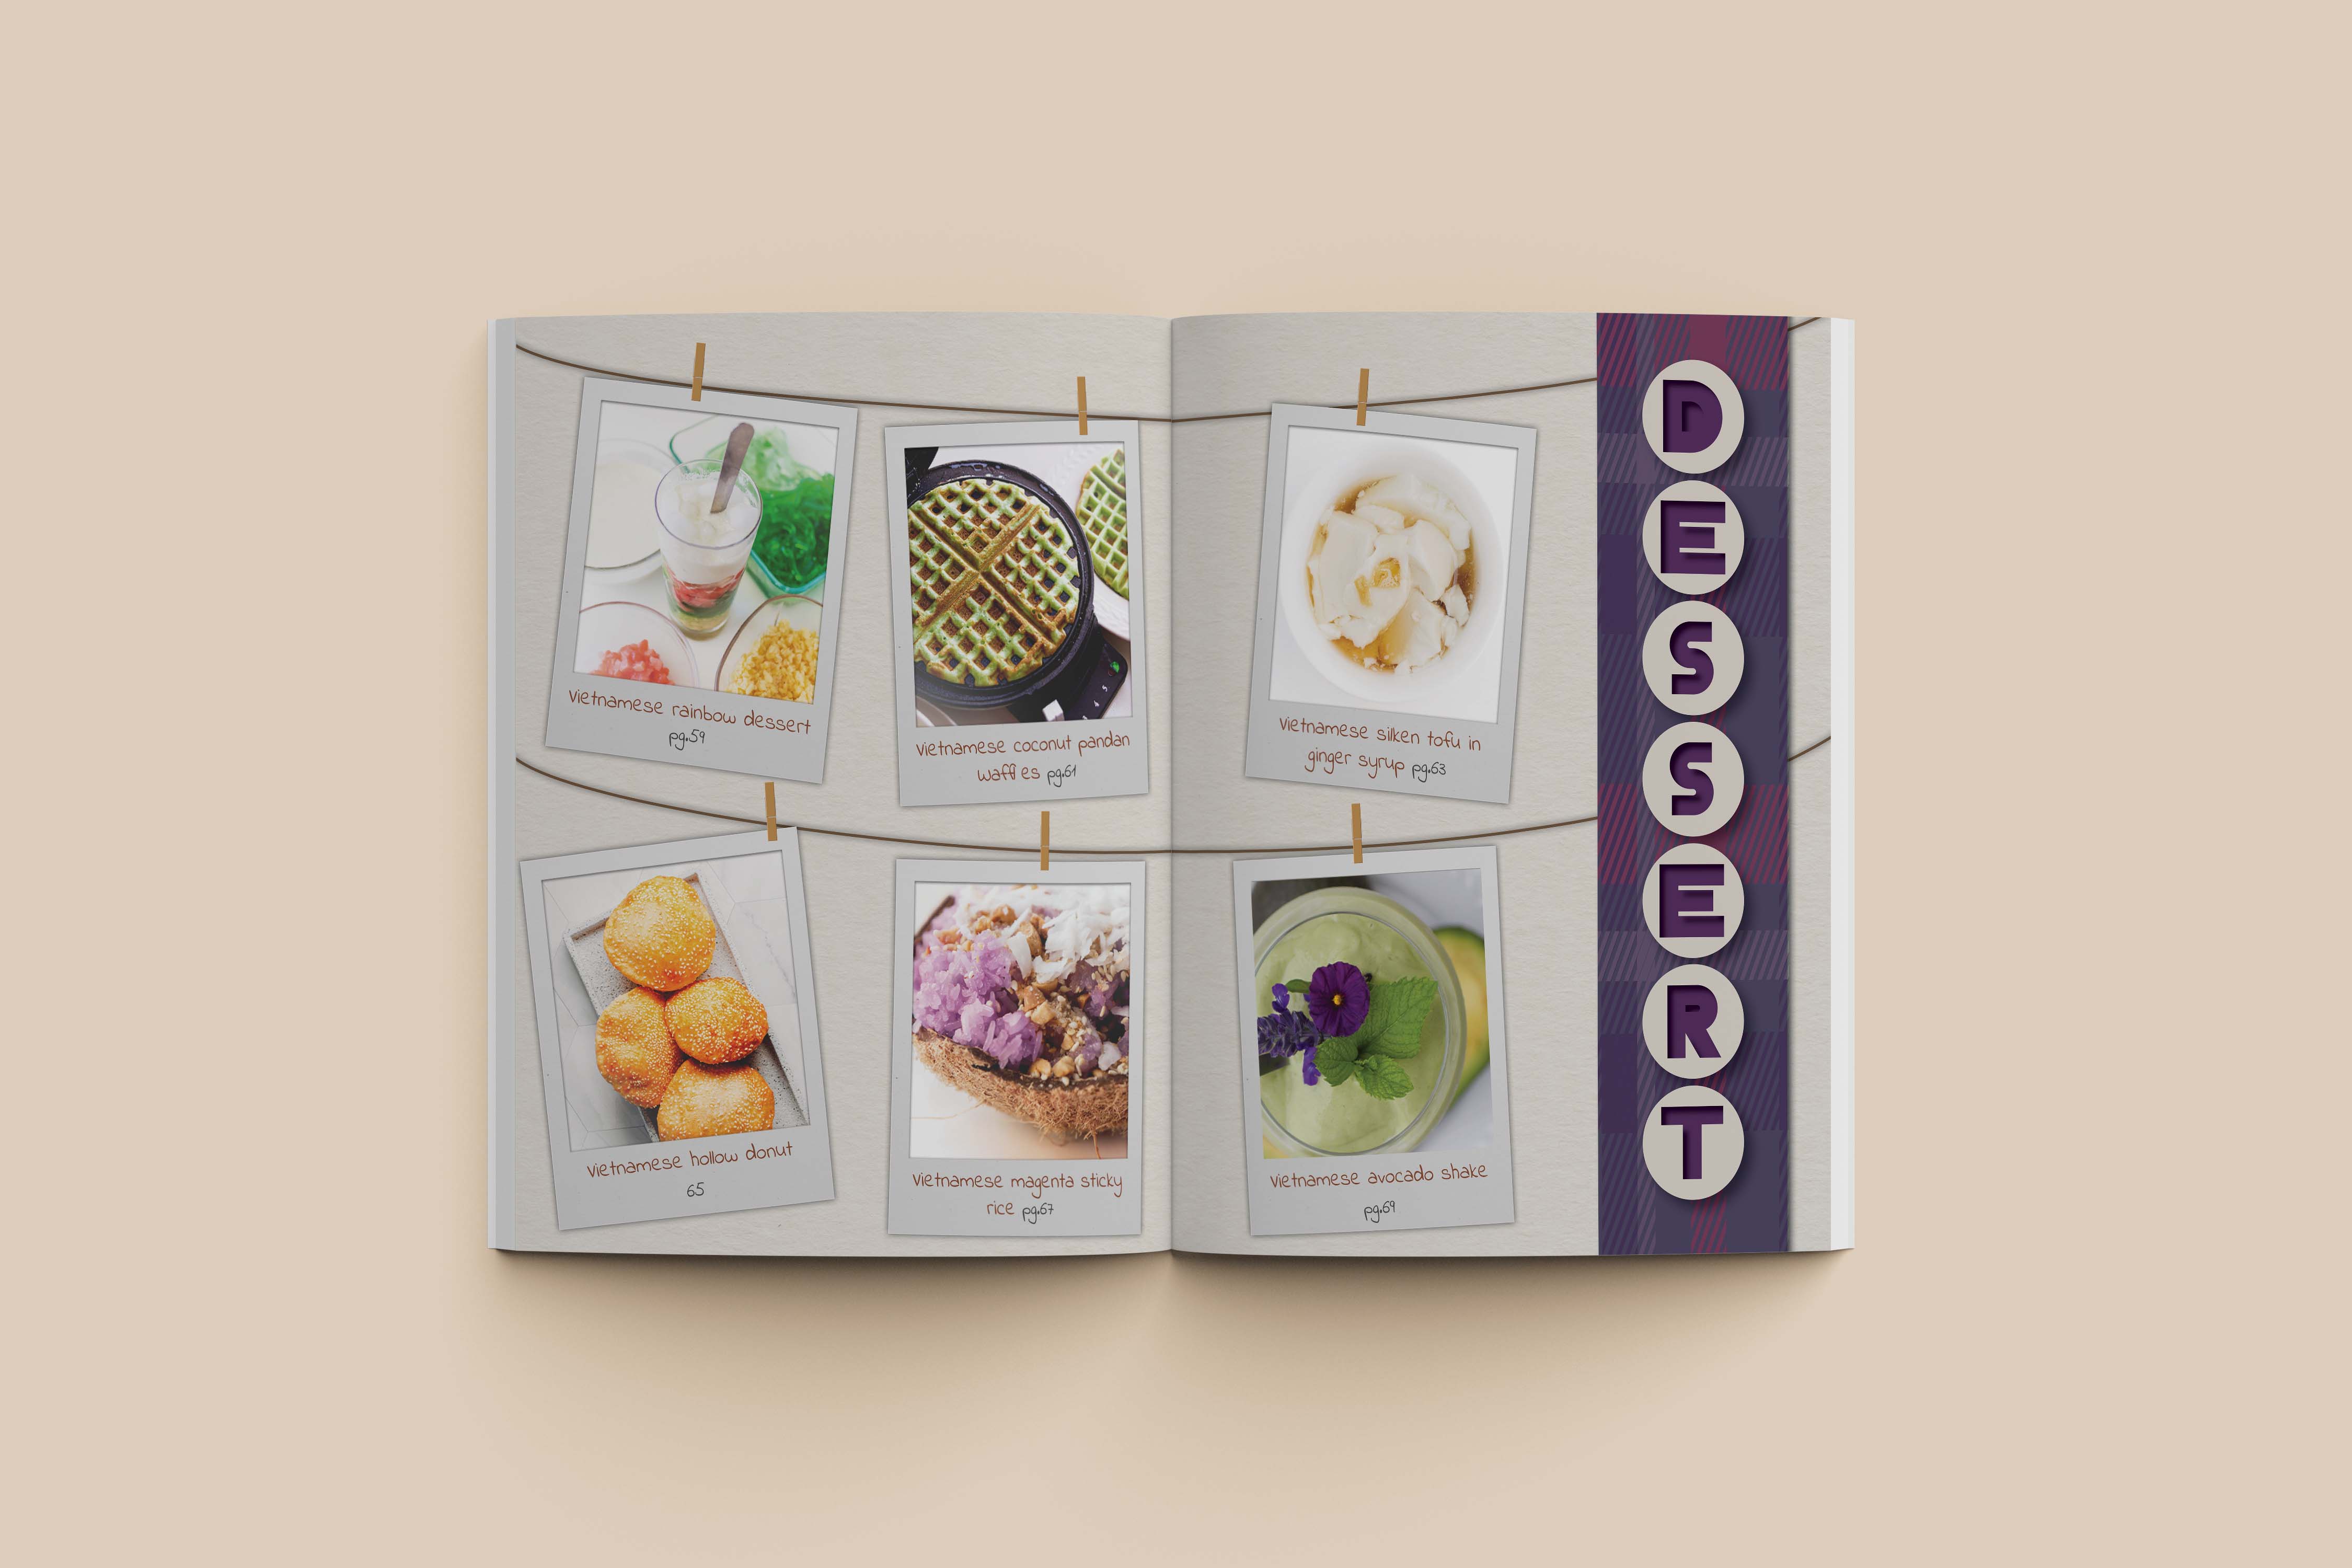 Vietnamese rainbow dessert
pg.59
Vietnamese coconut pandan
waffles pg.61
Vietnamese silken tofu in
ginger syrup pg.63
Vietnamese hollow donut
65
Vietnamese magenta sticky
rice pg.67
Vietnamese avocado shake
pg.69
DESSERT